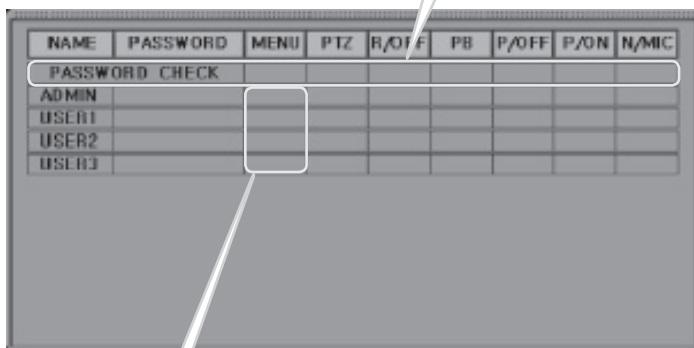 NAME PASSWORD MENU PTZ R/OFF PB P/OFF P/ON N/MIC
PASSWORD CHECK
ADMIN
USER1
USER2
USER3